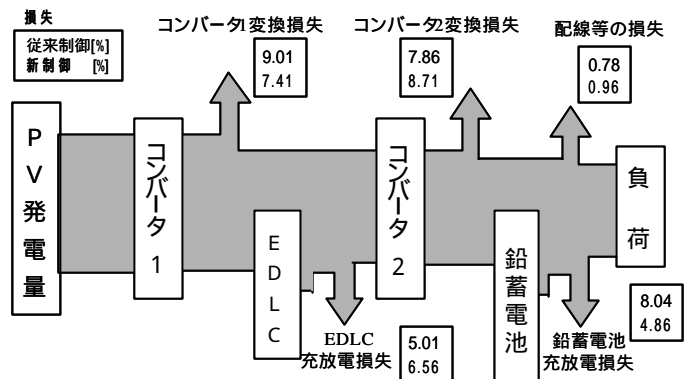 損失
従来制御[%]
新制御 [%]
コンバータ1変換損失
9.01
7.41
コンバータ2変換損失
7.86
8.71
配線等の損失
0.78
0.96
PV発電量
コンバータ1
EDLC
コンバータ2
鉛蓄電池
負荷
EDLC
充放電損失
5.01
6.56
鉛蓄電池
充放電損失
8.04
4.86